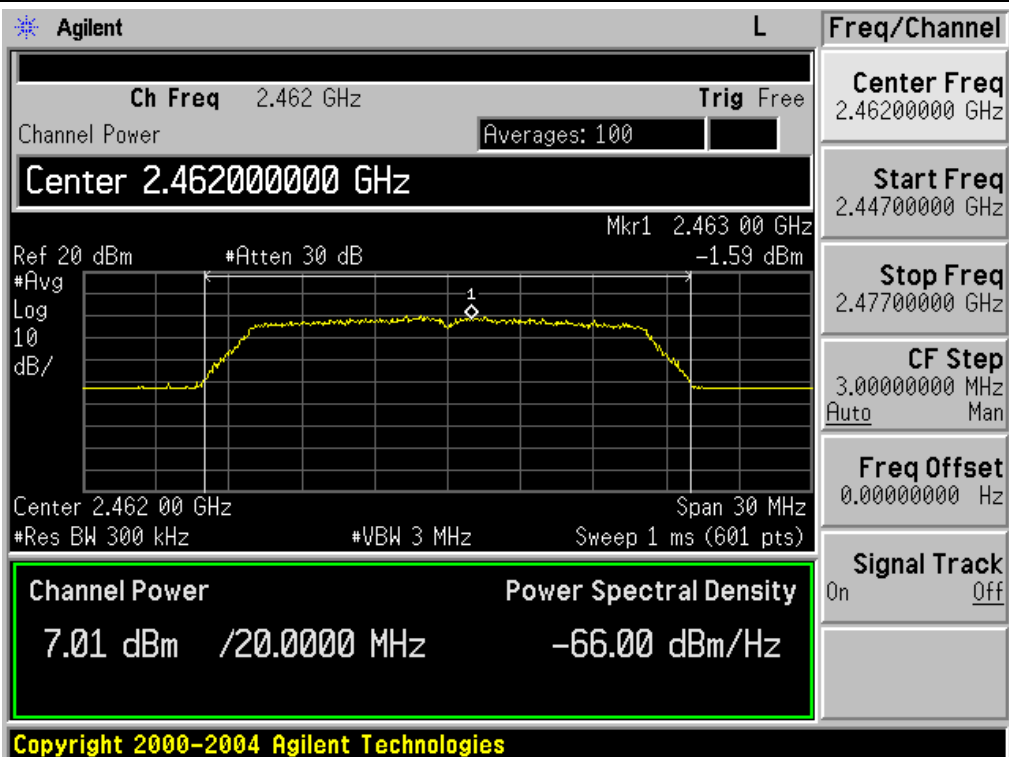 Agilent L
Ch Freq 2.462 GHz Trig Free
Channel Power Averages: 100
Center 2.462000000 GHz
Mkr1 2.463 00 GHz
Ref 20 dBm #Atten 30 dB -1.59 dBm
#Avg
Log
10
dB/
1
Center 2.462 00 GHz Span 30 MHz
#Res BW 300 kHz #VBW 3 MHz Sweep 1 ms (601 pts)
Channel Power Power Spectral Density
7.01 dBm /20.0000 MHz -66.00 dBm/Hz
Copyright 2000-2004 Agilent Technologies
Freq/Channel
Center Freq
2.46200000 GHz
Start Freq
2.44700000 GHz
Stop Freq
2.47700000 GHz
CF Step
3.00000000 MHz
Auto Man
Freq Offset
0.00000000 Hz
Signal Track
On Off